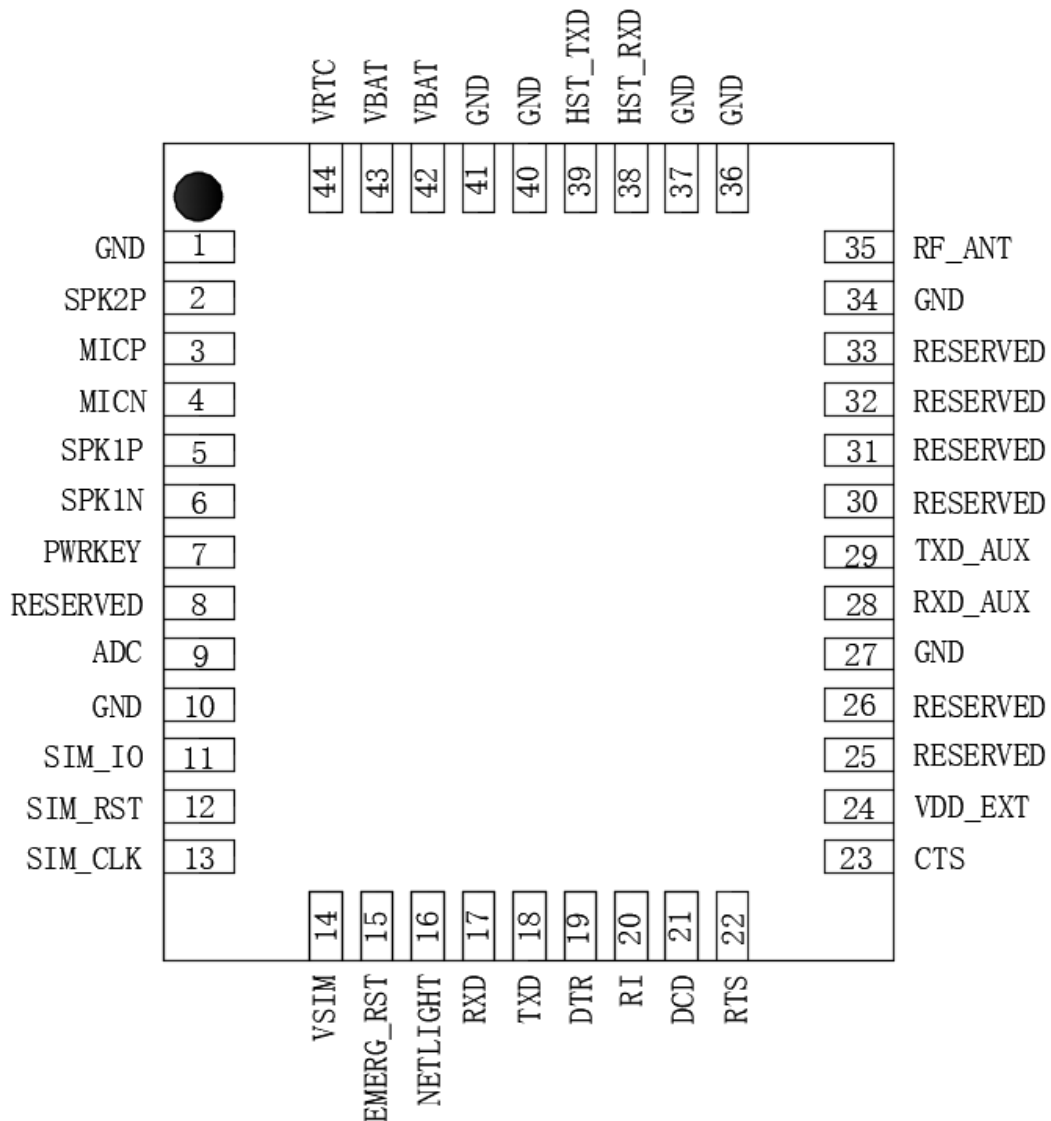 VRTC VBAT VBAT GND GND HST_TXD HST_RXD GND GND
44 43 42 41 40 39 38 37 36
GND 1 35 RF_ANT
SPK2P 2 34 GND
MICP 3 33 RESERVED
MICN 4 32 RESERVED
SPK1P 5 31 RESERVED
SPK1N 6 30 RESERVED
PWRKEY 7 29 TXD_AUX
RESERVED 8 28 RXD_AUX
ADC 9 27 GND
GND 10 26 RESERVED
SIM_IO 11 25 RESERVED
SIM_RST 12 24 VDD_EXT
SIM_CLK 13 23 CTS
14 15 16 17 18 19 20 21 22
VSIM EMERG_RST NETLIGHT RXD TXD DTR RI DCD RTS